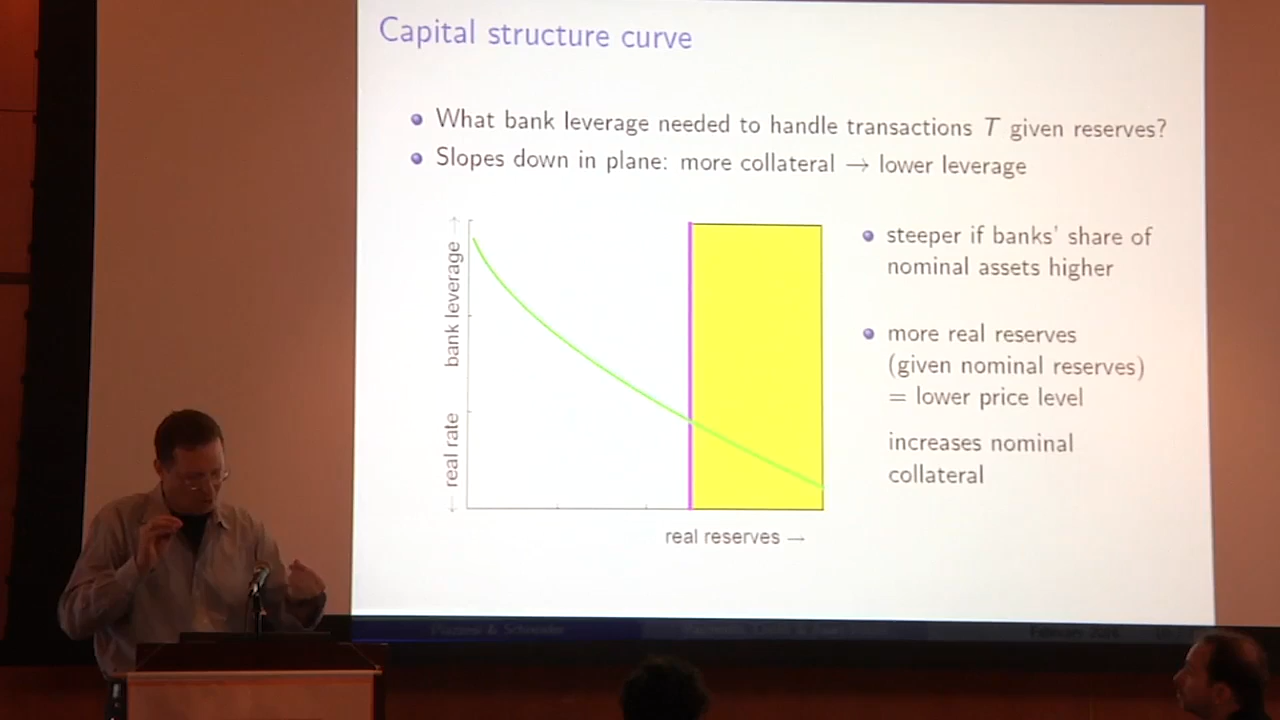 Capital structure curve
What bank leverage needed to handle transactions T given reserves?
Slopes down in plane: more collateral → lower leverage
← real rate bank leverage →
real reserves →
steeper if banks' share of
nominal assets higher
more real reserves
(given nominal reserves)
= lower price level
increases nominal
collateral